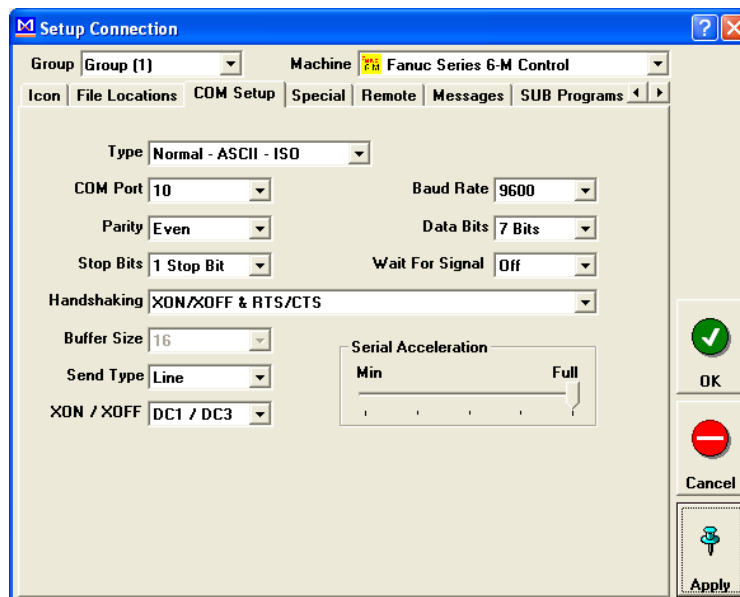 Setup Connection
Group Group (1) Machine Fanuc Series 6-M Control
Icon File Locations COM Setup Special Remote Messages SUB Programs
Type Normal - ASCII - ISO
COM Port 10 Baud Rate 9600
Parity Even Data Bits 7 Bits
Stop Bits 1 Stop Bit Wait For Signal Off
Handshaking XON/XOFF & RTS/CTS
Buffer Size 16
Serial Acceleration
Send Type Line Min Full
XON / XOFF DC1 / DC3
OK
Cancel
Apply